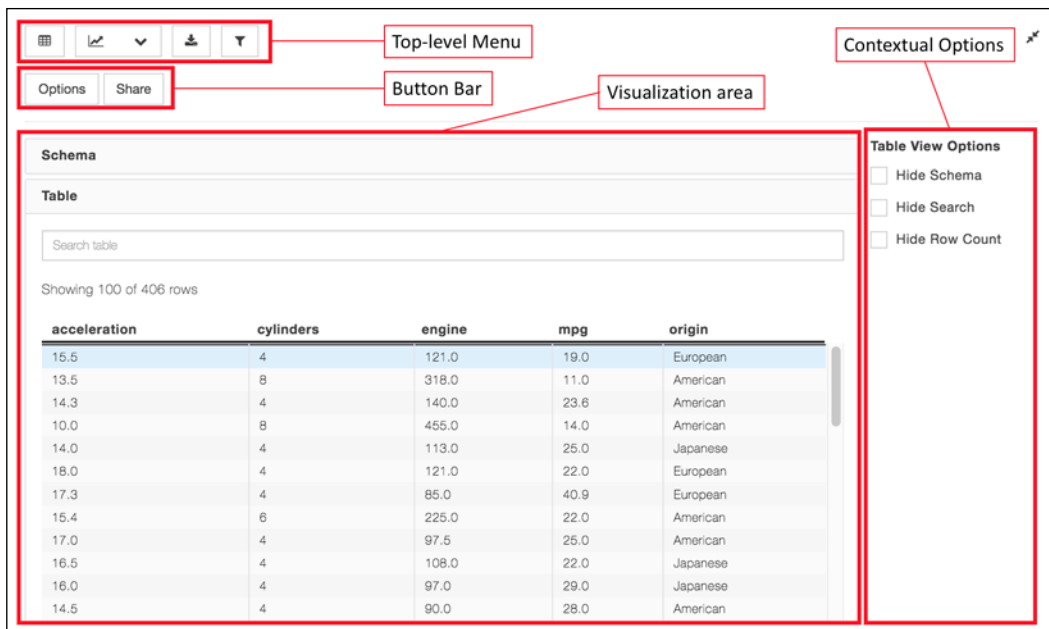 Top-level Menu
Contextual Options
Options Share
Button Bar
Visualization area
Schema
Table
Search table
Showing 100 of 406 rows
acceleration cylinders engine mpg origin
15.5 4 121.0 19.0 European
13.5 8 318.0 11.0 American
14.3 4 140.0 23.6 American
10.0 8 455.0 14.0 American
14.0 4 113.0 25.0 Japanese
18.0 4 121.0 22.0 European
17.3 4 85.0 40.9 European
15.4 6 225.0 22.0 American
17.0 4 97.5 25.0 American
16.5 4 108.0 22.0 Japanese
16.0 4 97.0 29.0 Japanese
14.5 4 90.0 28.0 American
Table View Options
Hide Schema
Hide Search
Hide Row Count